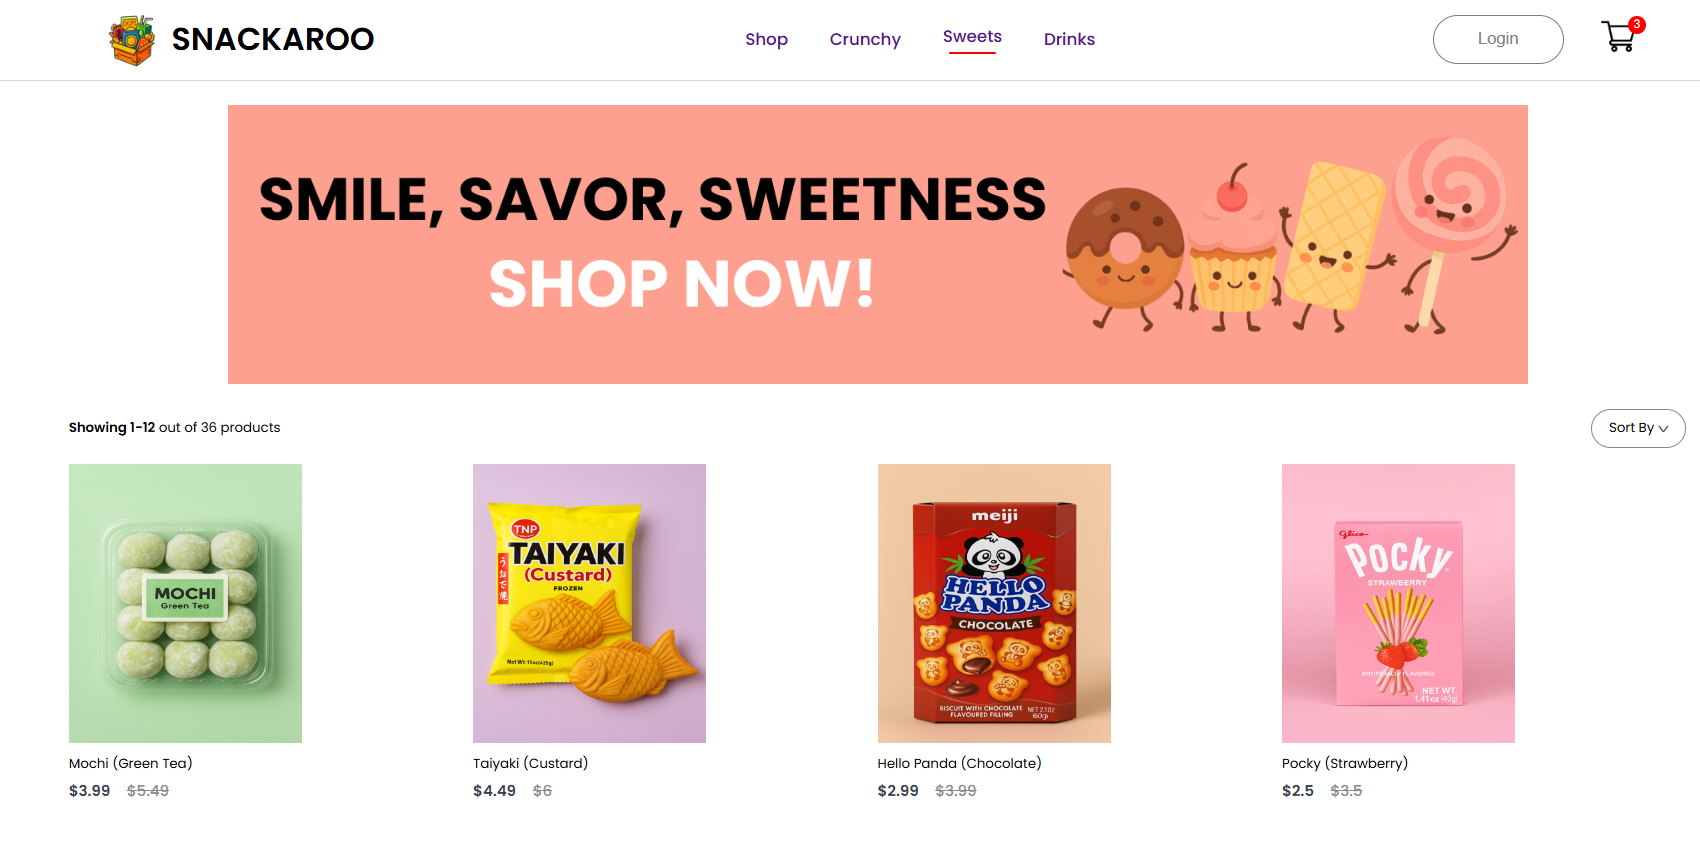 SNACKAROO
Shop
Crunchy
Sweets
Drinks
Login
3
SMILE, SAVOR, SWEETNESS
SHOP NOW!
Showing 1-12 out of 36 products
Sort By
MOCHI
Green Tea
TNP
TAIYAKI
(Custard)
FROZEN
Net Wt: 15oz(425g)
meiji
HELLO
PANDA
CHOCOLATE
BISCUIT WITH CHOCOLATE
FLAVOURED FILLING
NET 2.1oz
(60g)
Glico
POCKY
STRAWBERRY
ARTIFICIALLY FLAVORED
NET WT.
1.41oz (40g)
Mochi (Green Tea)
$3.99 $5.49
Taiyaki (Custard)
$4.49 $6
Hello Panda (Chocolate)
$2.99 $3.99
Pocky (Strawberry)
$2.5 $3.5